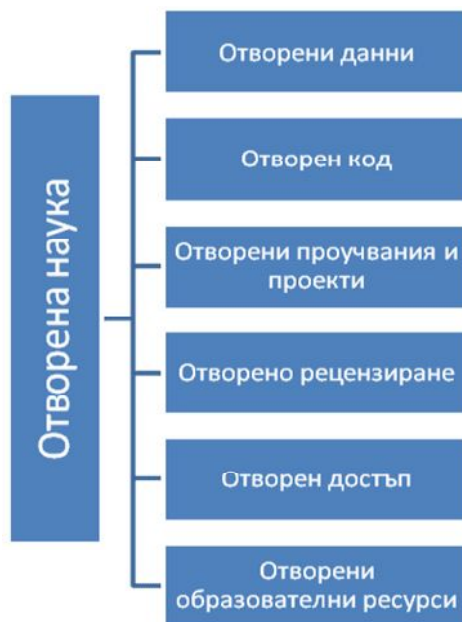 Отворена наука
Отворени данни
Отворен код
Отворени проучвания и
проекти
Отворено рецензиране
Отворен достъп
Отворени
образователни ресурси